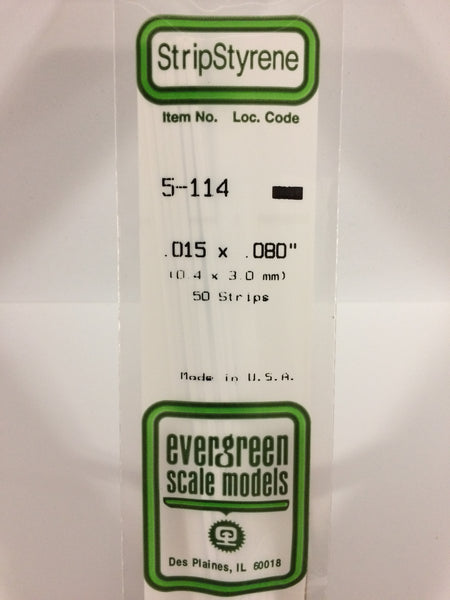 StripStyrene
Item No. Loc. Code
5-114
.015 x .080"
(0.4 x 3.0 mm)
50 Strips
Made in U.S.A.
evergreen
scale models
Des Plaines, IL 60018